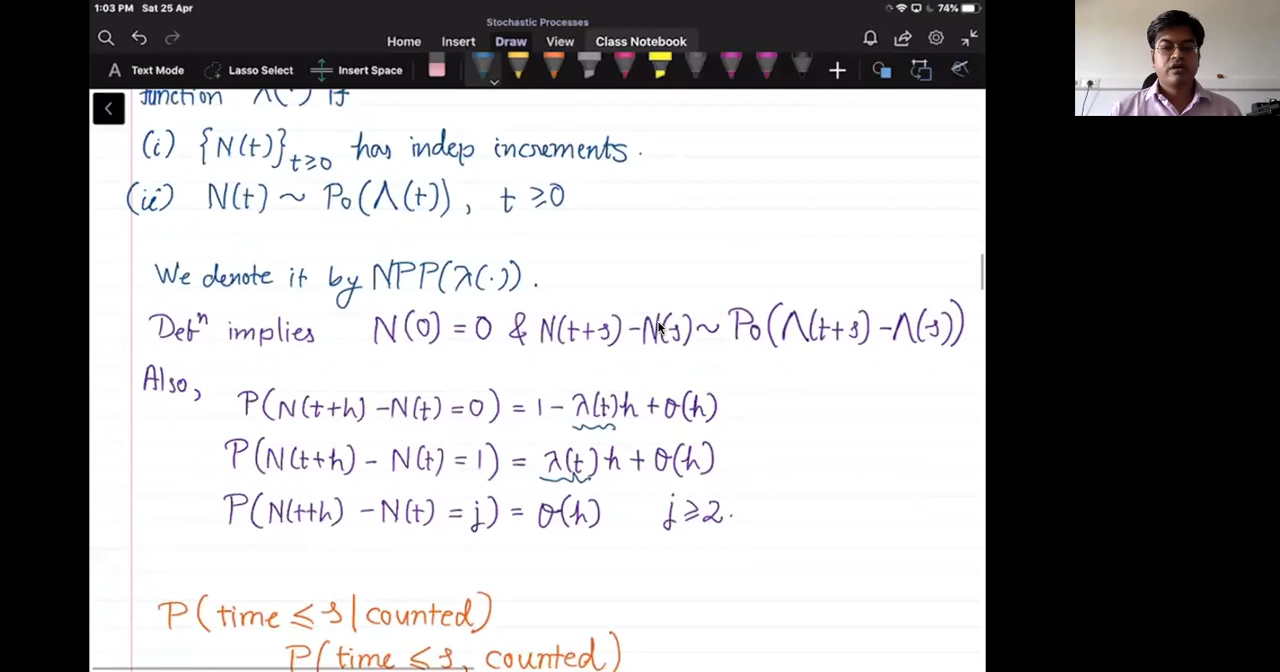 1:03 PM Sat 25 Apr
74%
Stochastic Processes
Home Insert Draw View Class Notebook
Text Mode Lasso Select Insert Space
function λ(·) if
(i) {N(t)}_{t≥0} has indep increments.
(ii) N(t) ~ Po(Λ(t)), t ≥0
We denote it by NPP(λ(·)).
Defⁿ implies N(0) = 0 & N(t+s) - N(s) ~ Po(Λ(t+s) - Λ(s))
Also,
P(N(t+h) - N(t) = 0) = 1 - λ(t)h + o(h)
P(N(t+h) - N(t) = 1) = λ(t)h + o(h)
P(N(t+h) - N(t) = j) = o(h) j≥2.
P(time ≤ s | counted)
P(time ≤ s, counted)